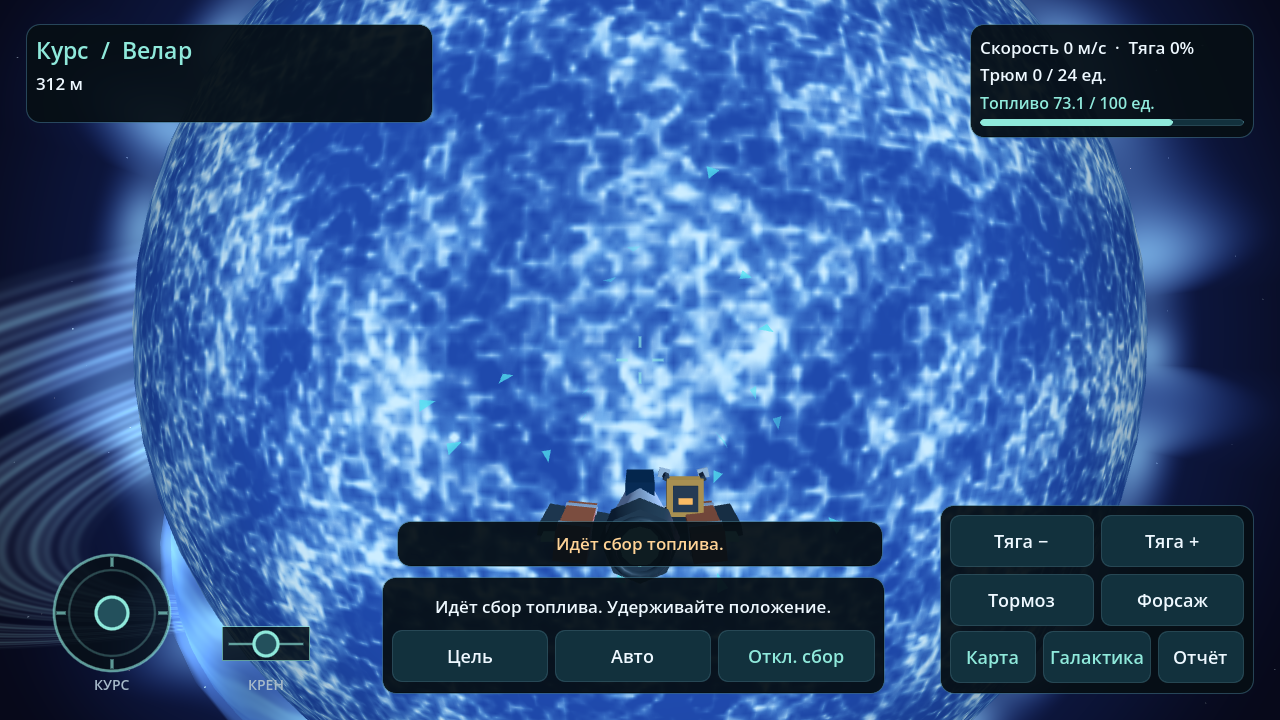 Курс / Велар
312 м
Скорость 0 м/с · Тяга 0%
Трюм 0 / 24 ед.
Топливо 73.1 / 100 ед.
Идёт сбор топлива.
Идёт сбор топлива. Удерживайте положение.
Цель
Авто
Откл. сбор
КУРС
КРЕН
Тяга −
Тяга +
Тормоз
Форсаж
Карта
Галактика
Отчёт